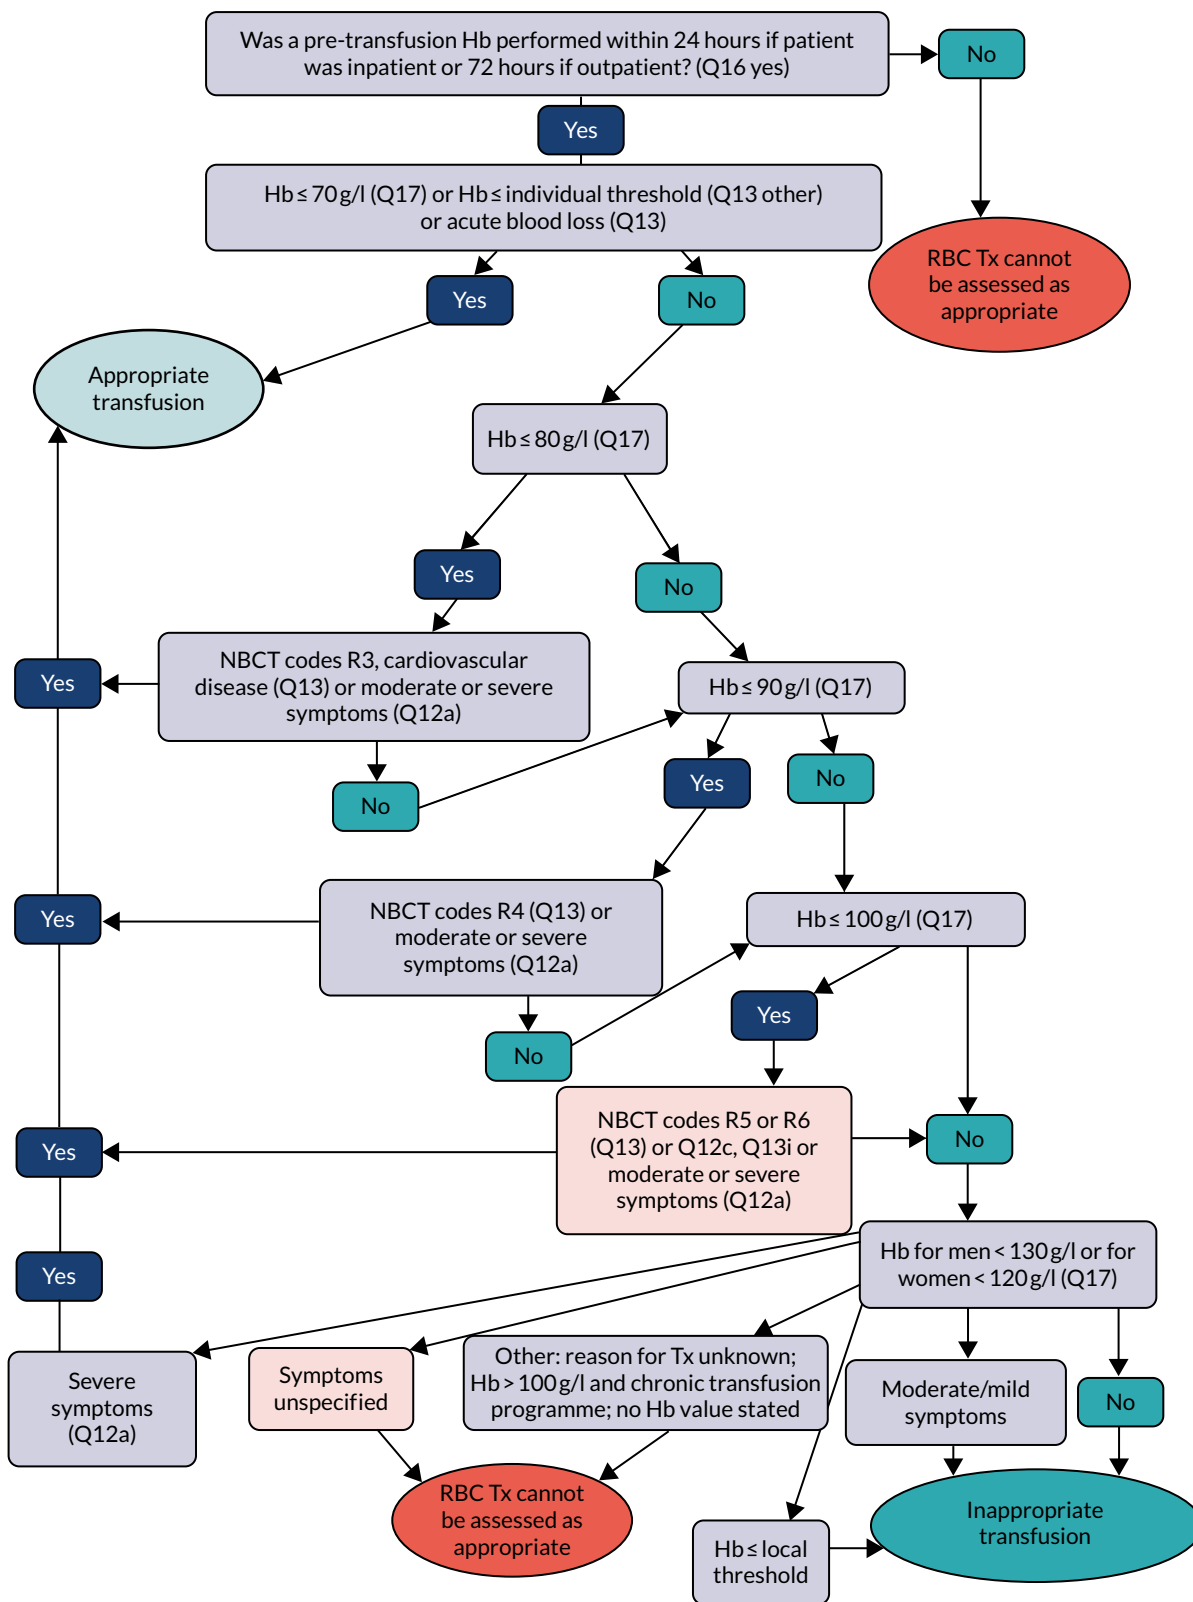 Was a pre-transfusion Hb performed within 24 hours if patient
was inpatient or 72 hours if outpatient? (Q16 yes)
No
Yes
Hb ≤ 70 g/l (Q17) or Hb ≤ individual threshold (Q13 other)
or acute blood loss (Q13)
RBC Tx cannot
be assessed as
appropriate
Yes
No
Appropriate
transfusion
Hb ≤ 80 g/l (Q17)
Yes
No
Yes
NBCT codes R3, cardiovascular
disease (Q13) or moderate or severe
symptoms (Q12a)
Hb ≤ 90 g/l (Q17)
No
Yes
No
Yes
NBCT codes R4 (Q13) or
moderate or severe
symptoms (Q12a)
Hb ≤ 100 g/l (Q17)
No
Yes
Yes
NBCT codes R5 or R6
(Q13) or Q12c, Q13i or
moderate or severe
symptoms (Q12a)
No
Yes
Hb for men < 130 g/l or for
women < 120 g/l (Q17)
Severe
symptoms
(Q12a)
Symptoms
unspecified
Other: reason for Tx unknown;
Hb > 100 g/l and chronic transfusion
programme; no Hb value stated
Moderate/mild
symptoms
No
RBC Tx cannot
be assessed as
appropriate
Hb ≤ local
threshold
Inappropriate
transfusion